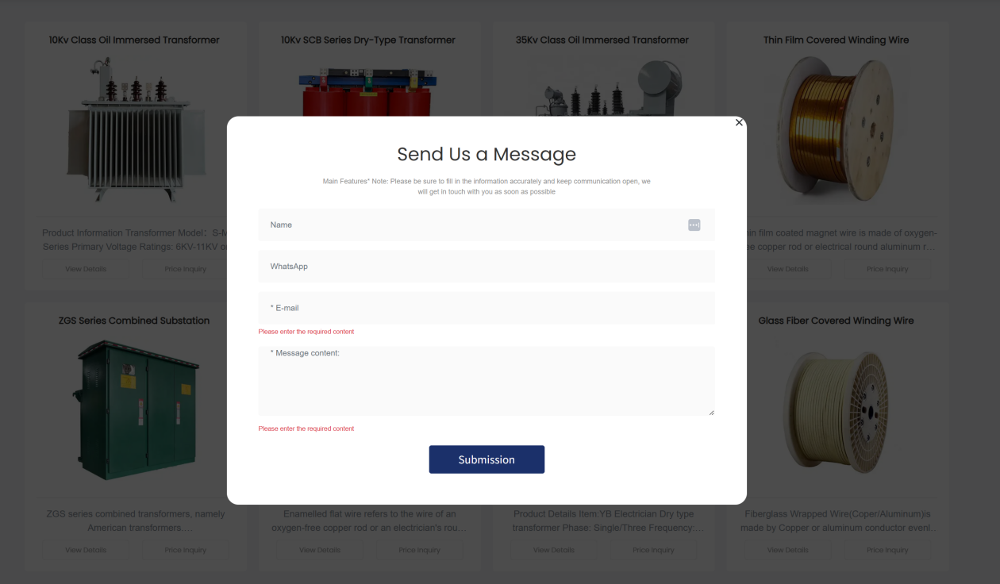 10Kv Class Oil Immersed Transformer
10Kv SCB Series Dry-Type Transformer
35Kv Class Oil Immersed Transformer
Thin Film Covered Winding Wire
Send Us a Message
Main Features* Note: Please be sure to fill in the information accurately and keep communication open, we
will get in touch with you as soon as possible
Name
WhatsApp
* E-mail
Please enter the required content
* Message content:
Please enter the required content
Submission
Product Information Transformer Model： S-M
Series Primary Voltage Ratings: 6KV-11KV
View Details
Price Inquiry
film coated magnet wire is made of oxygen-
copper rod or electrical round aluminum r…
View Details
Price Inquiry
ZGS Series Combined Substation
Glass Fiber Covered Winding Wire
ZGS series combined transformers, namely
American transformers.…
View Details
Price Inquiry
Enamelled flat wire refers to the wire of an
oxygen-free copper rod or an electrician's rou…
View Details
Price Inquiry
Product Details Item:YB Electrician Dry type
transformer Phase: Single/Three Frequency:…
View Details
Price Inquiry
Fiberglass Wrapped Wire(Coper/Aluminum)is
made by Copper or aluminum conductor evenl…
View Details
Price Inquiry